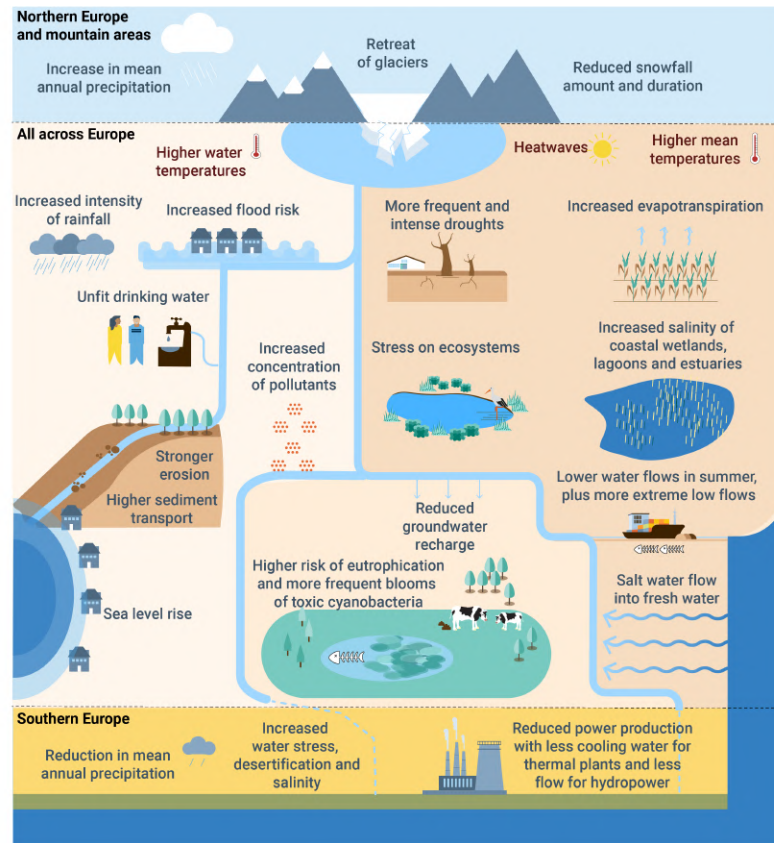 Northern Europe
and mountain areas
Increase in mean
annual precipitation
Retreat
of glaciers
Reduced snowfall
amount and duration
All across Europe
Higher water
temperatures
Heatwaves
Higher mean
temperatures
Increased intensity
of rainfall
Increased flood risk
More frequent and
intense droughts
Increased evapotranspiration
Unfit drinking water
Increased
concentration
of pollutants
Stress on ecosystems
Increased salinity of
coastal wetlands,
lagoons and estuaries
Stronger
erosion
Higher sediment
transport
Lower water flows in summer,
plus more extreme low flows
Reduced
groundwater
recharge
Higher risk of eutrophication
and more frequent blooms
of toxic cyanobacteria
Salt water flow
into fresh water
Sea level rise
Southern Europe
Reduction in mean
annual precipitation
Increased
water stress,
desertification and
salinity
Reduced power production
with less cooling water for
thermal plants and less
flow for hydropower